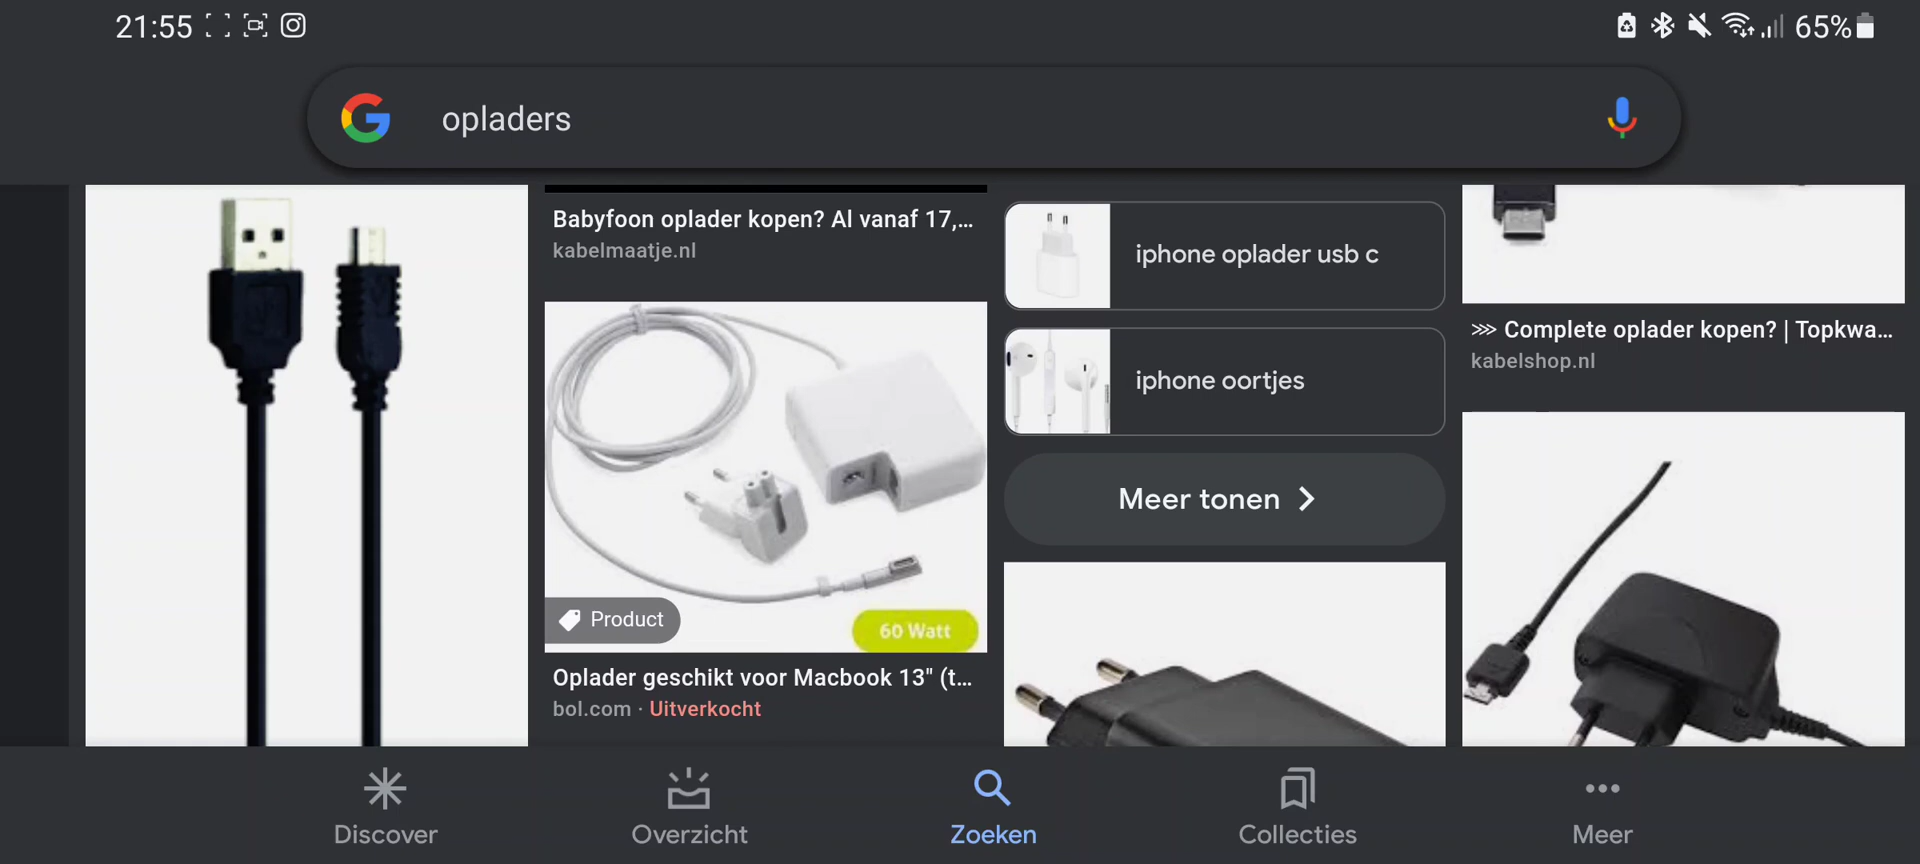 21:55
65%
opladers
Babyfoon oplader kopen? Al vanaf 17,...
kabelmaatje.nl
Product
60 Watt
Oplader geschikt voor Macbook 13" (t...
bol.com · Uitverkocht
iphone oplader usb c
iphone oortjes
Meer tonen
⋙ Complete oplader kopen? | Topkwa...
kabelshop.nl
Discover
Overzicht
Zoeken
Collecties
Meer